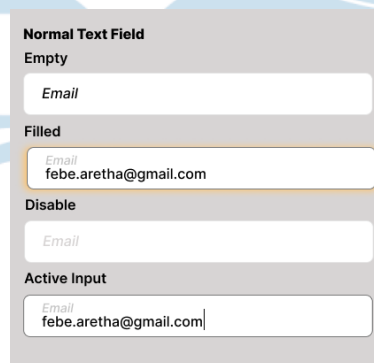 Normal Text Field
Empty
Email
Filled
Email
febe.aretha@gmail.com
Disable
Email
Active Input
Email
febe.aretha@gmail.com